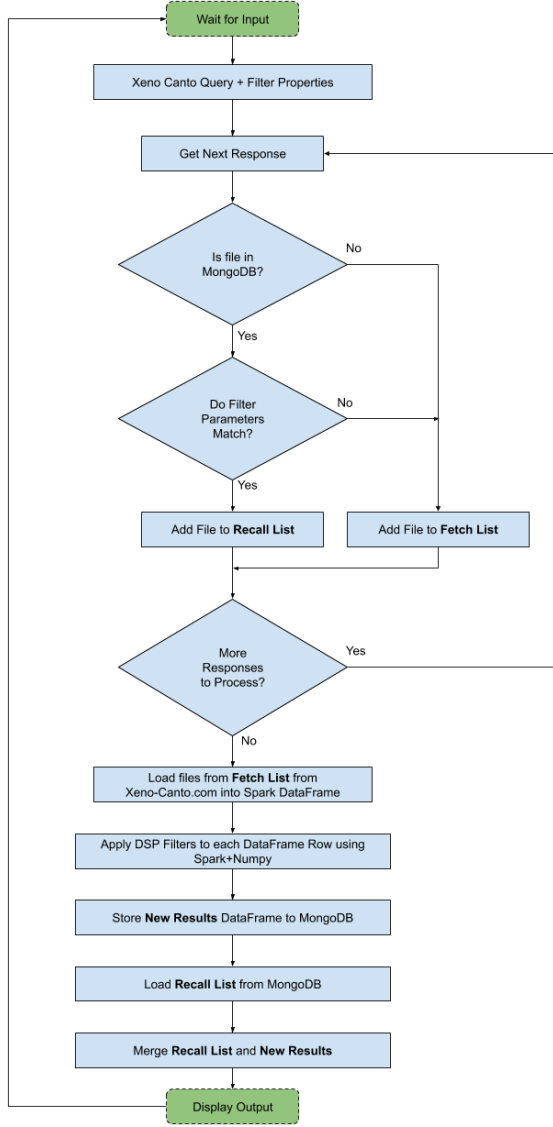 Wait for Input
Xeno Canto Query + Filter Properties
Get Next Response
Is file in
MongoDB?
No
Yes
Do Filter
Parameters
Match?
No
Yes
Add File to Recall List
Add File to Fetch List
More
Responses
to Process?
Yes
No
Load files from Fetch List from
Xeno-Canto.com into Spark DataFrame
Apply DSP Filters to each DataFrame Row using
Spark+Numpy
Store New Results DataFrame to MongoDB
Load Recall List from MongoDB
Merge Recall List and New Results
Display Output